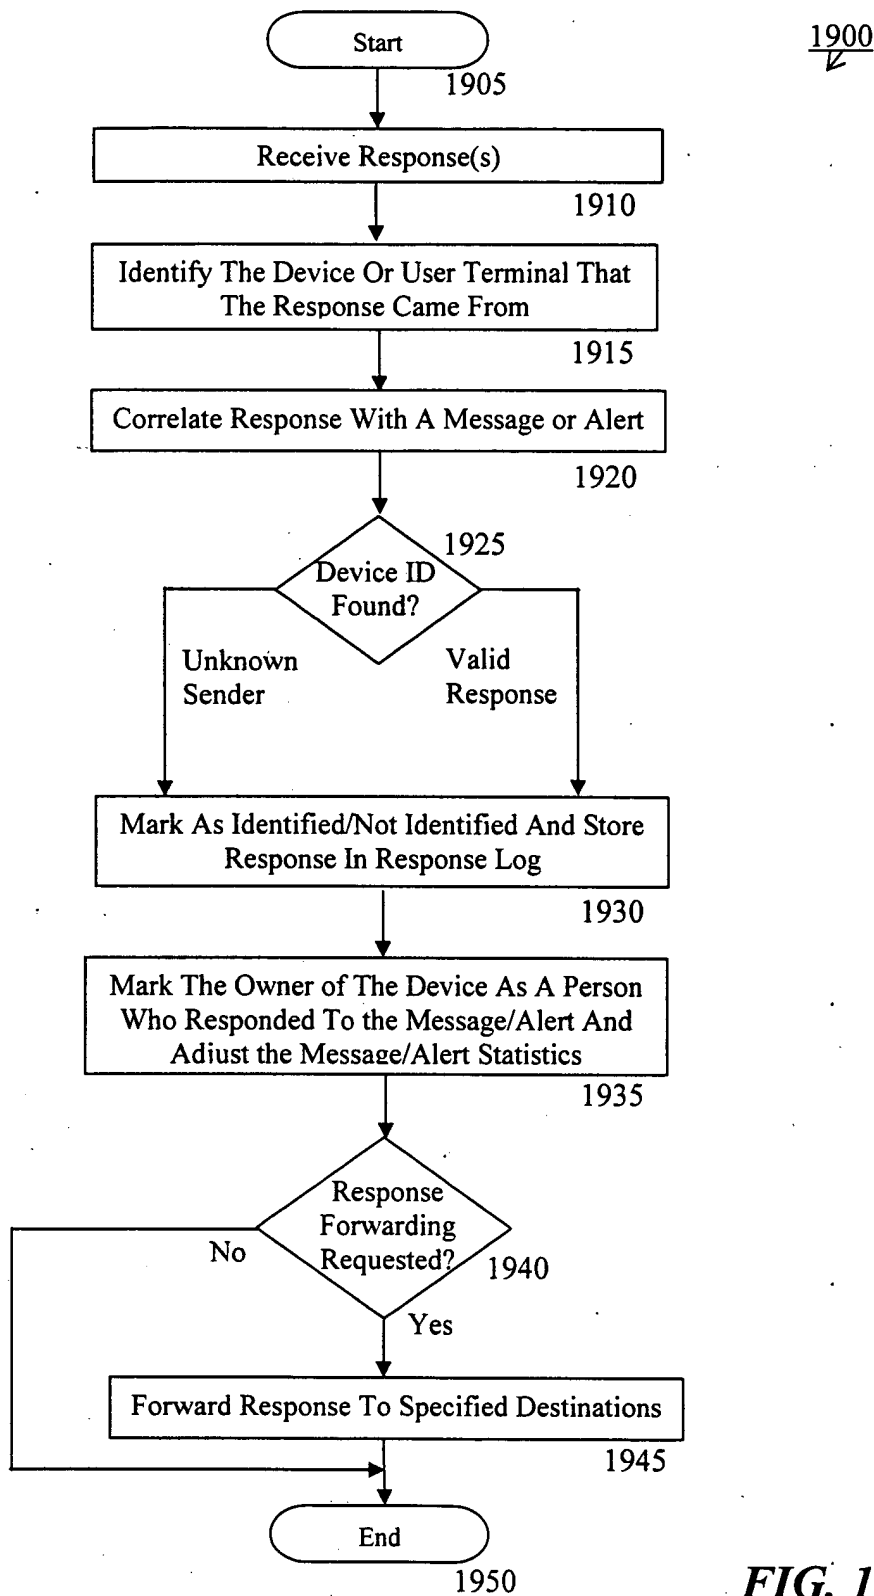 Start
1900
1905
Receive Response(s)
1910
Identify The Device Or User Terminal That
The Response Came From
1915
Correlate Response With A Message or Alert
1920
1925
Device ID
Found?
Unknown
Sender
Valid
Response
Mark As Identified/Not Identified And Store
Response In Response Log
1930
Mark The Owner of The Device As A Person
Who Responded To the Message/Alert And
Adjust the Message/Alert Statistics
1935
Response
Forwarding
Requested?
No
1940
Yes
Forward Response To Specified Destinations
1945
End
1950
FIG. 1